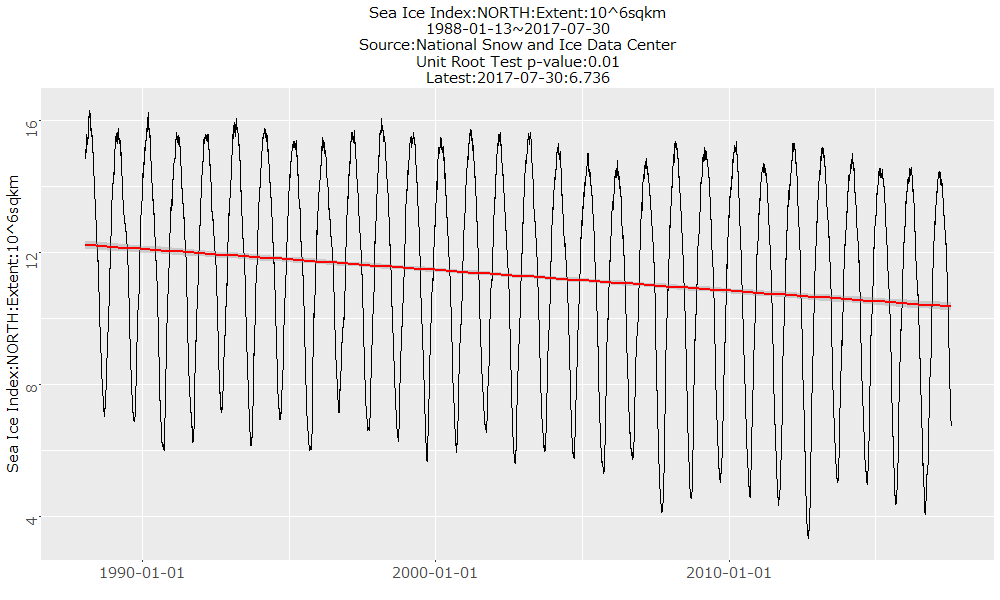 Sea Ice Index:NORTH:Extent:10^6sqkm
1988-01-13~2017-07-30
Source:National Snow and Ice Data Center
Unit Root Test p-value:0.01
Latest:2017-07-30:6.736
Sea Ice Index:NORTH:Extent:10^6sqkm
16
12
8
4
1990-01-01
2000-01-01
2010-01-01